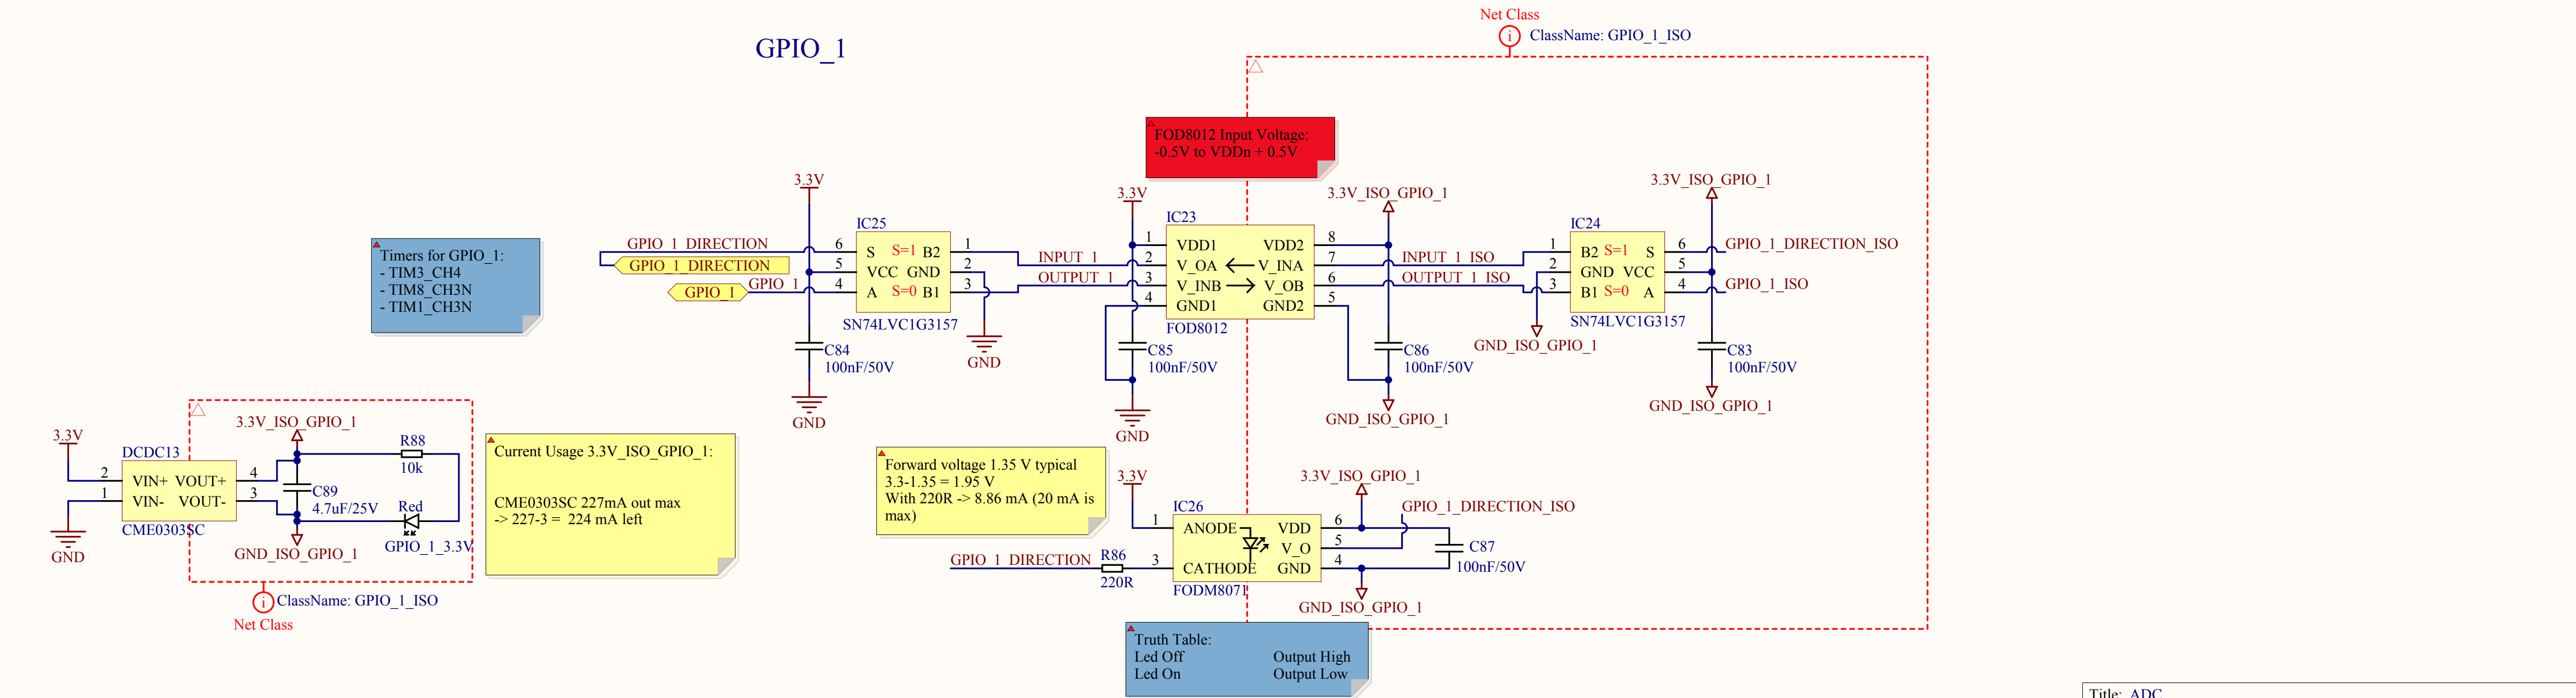 Net Class
ClassName: GPIO_1_ISO
GPIO_1
FOD8012 Input Voltage:
-0.5V to VDDn + 0.5V
Timers for GPIO_1:
- TIM3_CH4
- TIM8_CH3N
- TIM1_CH3N
3.3V
IC25
GPIO_1_DIRECTION
6 S S=1 B2 1
GPIO_1_DIRECTION
5 VCC GND 2
GPIO_1
GPIO_1
4 A S=0 B1 3
SN74LVC1G3157
C84
100nF/50V
GND
GND
INPUT_1
OUTPUT_1
3.3V
IC23
1 VDD1 VDD2 8
2 V_OA V_INA 7
3 V_INB V_OB 6
4 GND1 GND2 5
FOD8012
C85
100nF/50V
GND
3.3V_ISO_GPIO_1
INPUT_1_ISO
OUTPUT_1_ISO
C86
100nF/50V
GND_ISO_GPIO_1
3.3V_ISO_GPIO_1
IC24
1 B2 S=1 S 6
2 GND VCC 5
3 B1 S=0 A 4
SN74LVC1G3157
GPIO_1_DIRECTION_ISO
GPIO_1_ISO
GND_ISO_GPIO_1
C83
100nF/50V
GND_ISO_GPIO_1
3.3V
DCDC13
2 VIN+ VOUT+ 4
1 VIN- VOUT- 3
CME0303SC
GND
3.3V_ISO_GPIO_1
R88
10k
C89
4.7uF/25V
Red
GPIO_1_3.3V
GND_ISO_GPIO_1
ClassName: GPIO_1_ISO
Net Class
Current Usage 3.3V_ISO_GPIO_1:
CME0303SC 227mA out max
-> 227-3 = 224 mA left
Forward voltage 1.35 V typical
3.3-1.35 = 1.95 V
With 220R -> 8.86 mA (20 mA is
max)
3.3V
IC26
1 ANODE VDD 6
V_O 5
3 CATHODE GND 4
FODM8071
GPIO_1_DIRECTION
R86
220R
3.3V_ISO_GPIO_1
GPIO_1_DIRECTION_ISO
C87
100nF/50V
GND_ISO_GPIO_1
Truth Table:
Led Off Output High
Led On Output Low
Title: ADC